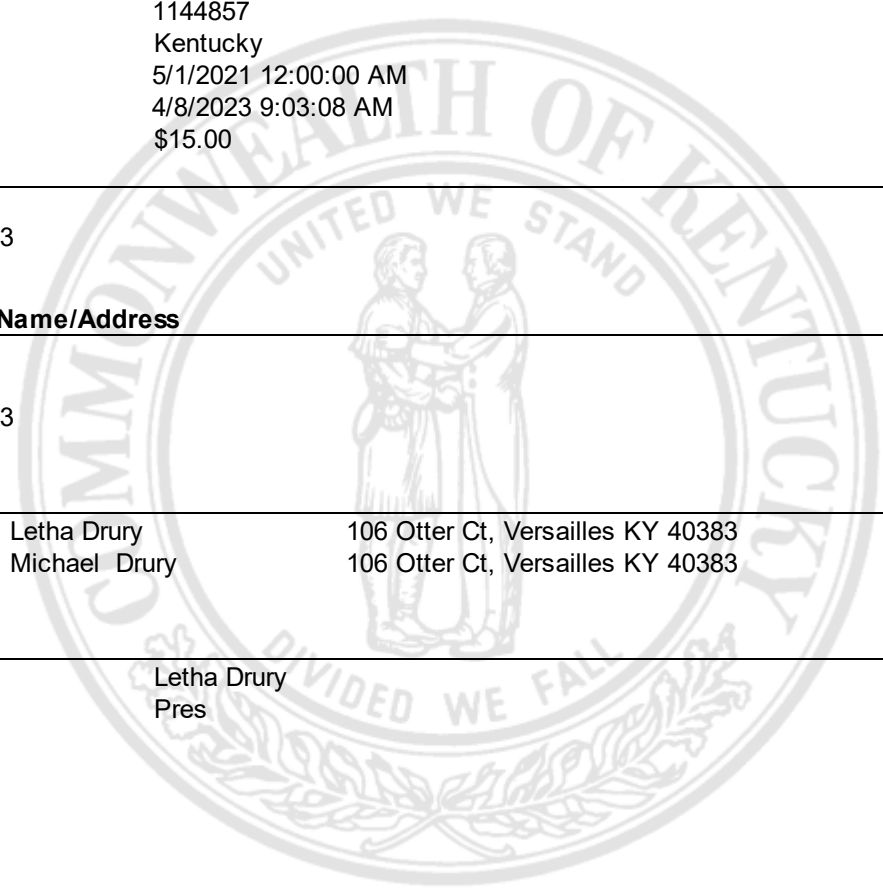 1144857
Kentucky
5/1/2021 12:00:00 AM
4/8/2023 9:03:08 AM
$15.00
3
Name/Address
3
Letha Drury 106 Otter Ct, Versailles KY 40383
Michael Drury 106 Otter Ct, Versailles KY 40383
Letha Drury
Pres
COMMONWEALTH OF KENTUCKY
UNITED WE STAND
DIVIDED WE FALL